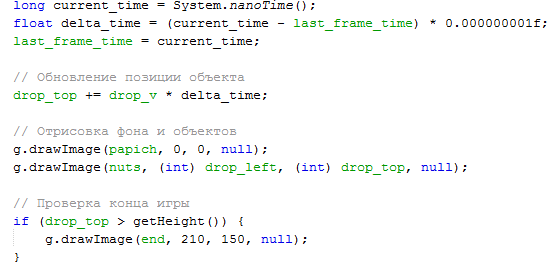 long current_time = System.nanoTime();
float delta_time = (current_time - last_frame_time) * 0.000000001f;
last_frame_time = current_time;
// Обновление позиции объекта
drop_top += drop_v * delta_time;
// Отрисовка фона и объектов
g.drawImage(papich, 0, 0, null);
g.drawImage(nuts, (int) drop_left, (int) drop_top, null);
// Проверка конца игры
if (drop_top > getHeight()) {
    g.drawImage(end, 210, 150, null);
}